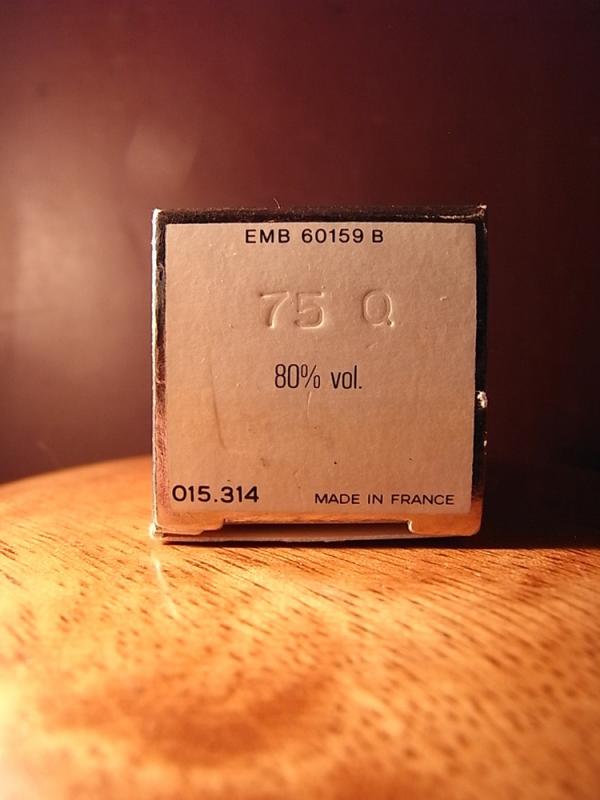 EMB 60159 B
75 Q
80% vol.
015.314 MADE IN FRANCE